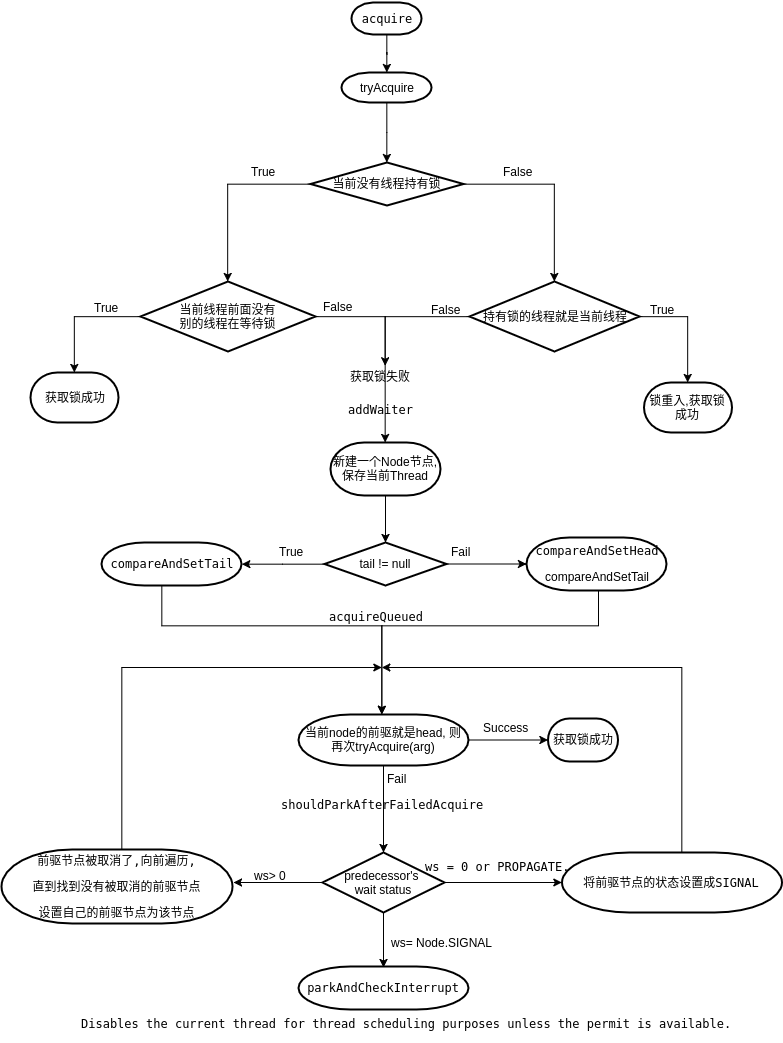 acquire
tryAcquire
True
False
当前没有线程持有锁
True
当前线程前面没有
别的线程在等待锁
False
False
持有锁的线程就是当前线程
True
获取锁成功
获取锁失败
锁重入,获取锁
成功
addWaiter
新建一个Node节点,
保存当前Thread
True
tail != null
Fail
compareAndSetTail
compareAndSetHead
compareAndSetTail
acquireQueued
当前node的前驱就是head, 则
再次tryAcquire(arg)
Success
获取锁成功
Fail
shouldParkAfterFailedAcquire
前驱节点被取消了,向前遍历,
直到找到没有被取消的前驱节点
设置自己的前驱节点为该节点
ws> 0
predecessor's
wait status
ws = 0 or PROPAGATE.
将前驱节点的状态设置成SIGNAL
ws= Node.SIGNAL
parkAndCheckInterrupt
Disables the current thread for thread scheduling purposes unless the permit is available.